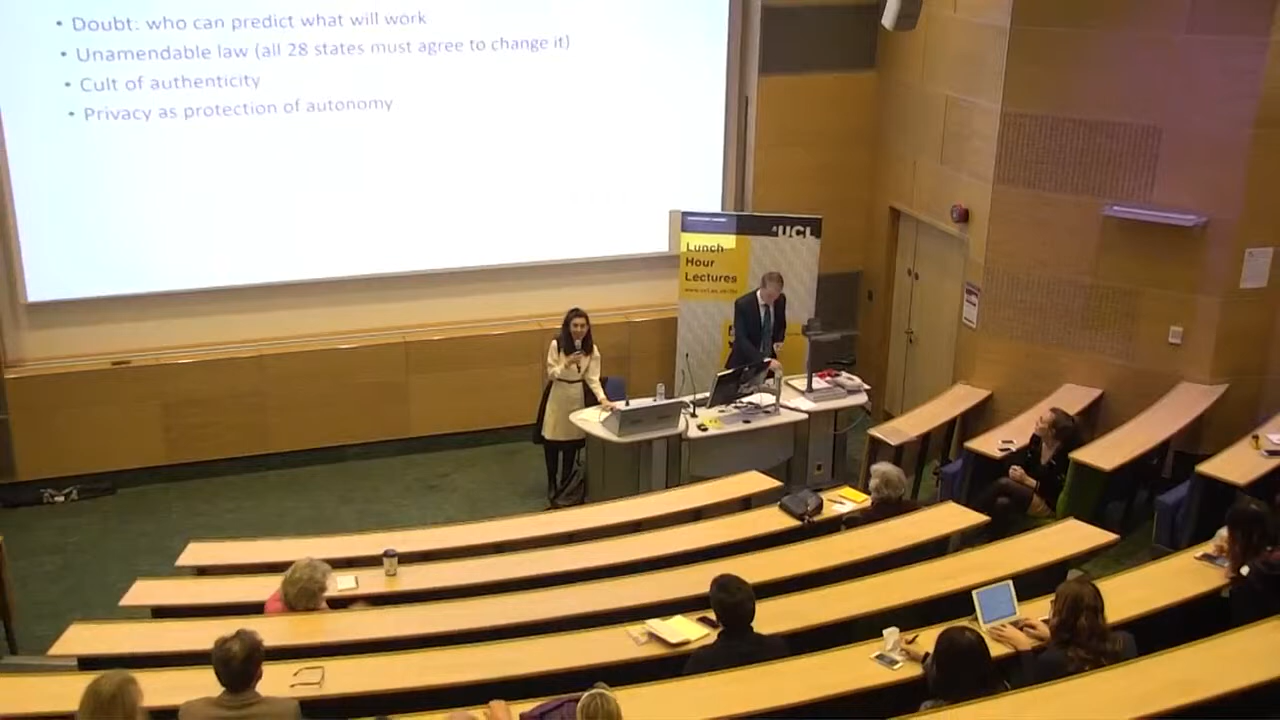 • Doubt: who can predict what will work
• Unamendable law (all 28 states must agree to change it)
• Cult of authenticity
• Privacy as protection of autonomy
UCL
Lunch
Hour
Lectures